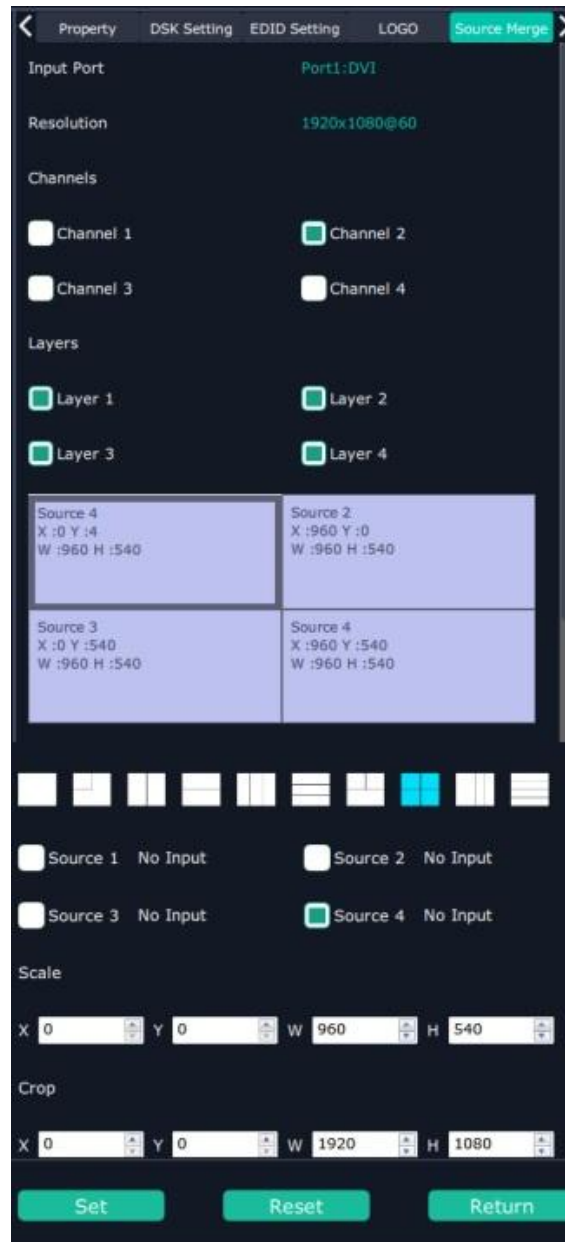 Property DSK Setting EDID Setting LOGO Source Merge
Input Port Port1:DVI
Resolution 1920x1080@60
Channels
Channel 1 Channel 2
Channel 3 Channel 4
Layers
Layer 1 Layer 2
Layer 3 Layer 4
Source 4
X :0 Y :4
W :960 H :540
Source 2
X :960 Y :0
W :960 H :540
Source 3
X :0 Y :540
W :960 H :540
Source 4
X :960 Y :540
W :960 H :540
Source 1 No Input Source 2 No Input
Source 3 No Input Source 4 No Input
Scale
X 0 Y 0 W 960 H 540
Crop
X 0 Y 0 W 1920 H 1080
Set Reset Return